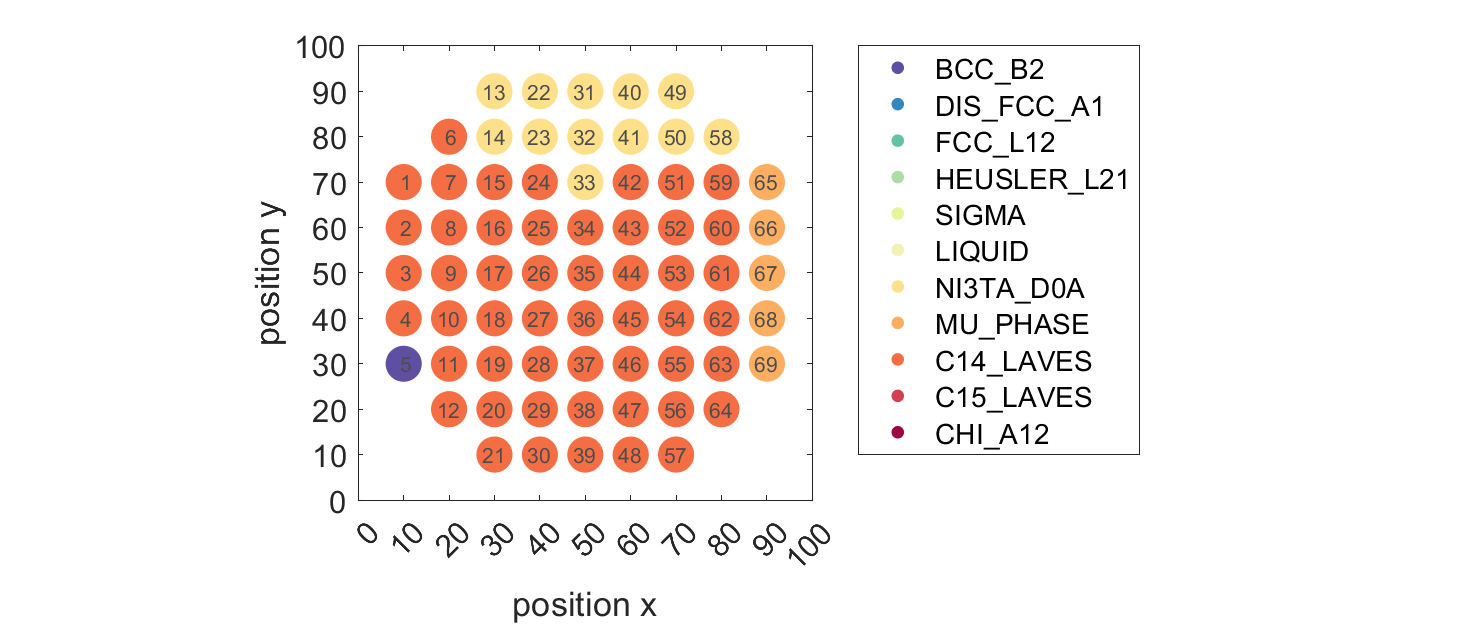 100
90
80
70
60
50
40
30
20
10
0
position y
13 22 31 40 49
6 14 23 32 41 50 58
1 7 15 24 33 42 51 59 65
2 8 16 25 34 43 52 60 66
3 9 17 26 35 44 53 61 67
4 10 18 27 36 45 54 62 68
5 11 19 28 37 46 55 63 69
12 20 29 38 47 56 64
21 30 39 48 57
0 10 20 30 40 50 60 70 80 90 100
position x
BCC_B2
DIS_FCC_A1
FCC_L12
HEUSLER_L21
SIGMA
LIQUID
NI3TA_D0A
MU_PHASE
C14_LAVES
C15_LAVES
CHI_A12